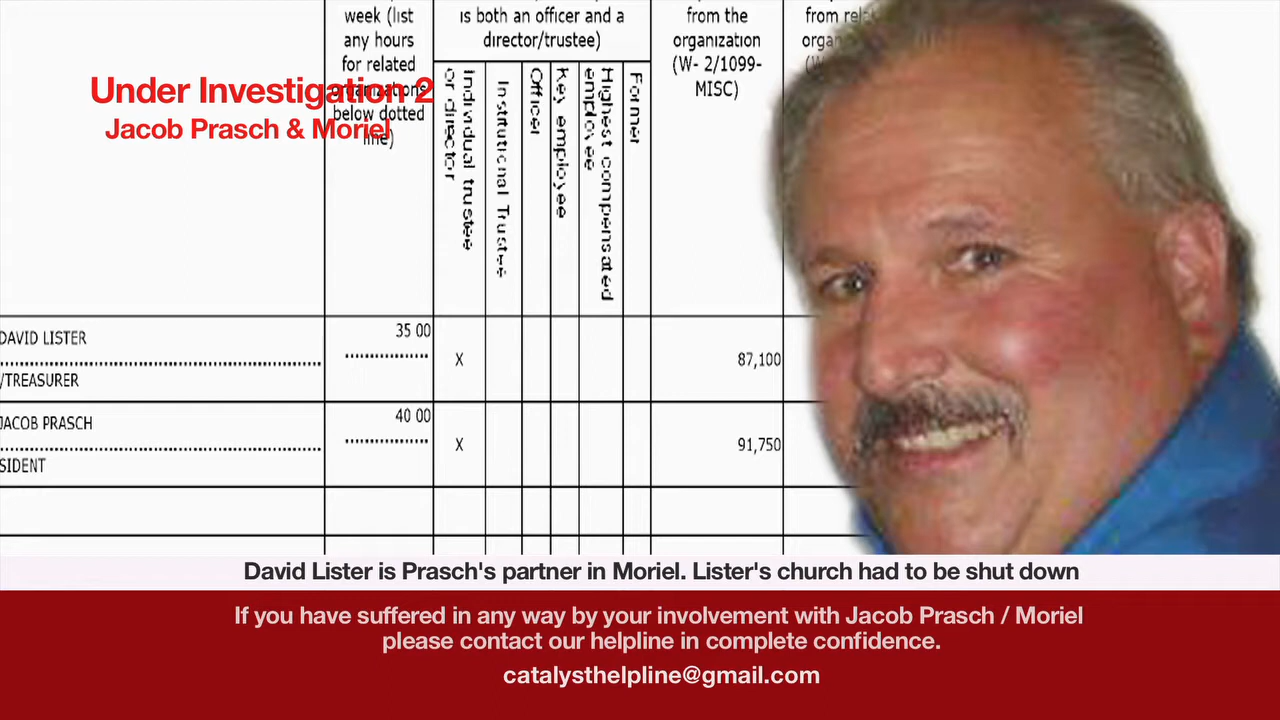 week (list
any hours
for related
organizations
below dotted
line)
is both an officer and a
director/trustee)
from the
organization
(W- 2/1099-
MISC)
Under Investigation 2
Jacob Prasch & Moriel
Individual trustee
or director
Institutional Trustee
Officer
Key employee
Highest compensated
employee
Former
DAVID LISTER
35 00
X
87,100
/TREASURER
JACOB PRASCH
40 00
X
91,750
SIDENT
David Lister is Prasch's partner in Moriel. Lister's church had to be shut down
If you have suffered in any way by your involvement with Jacob Prasch / Moriel
please contact our helpline in complete confidence.
catalysthelpline@gmail.com